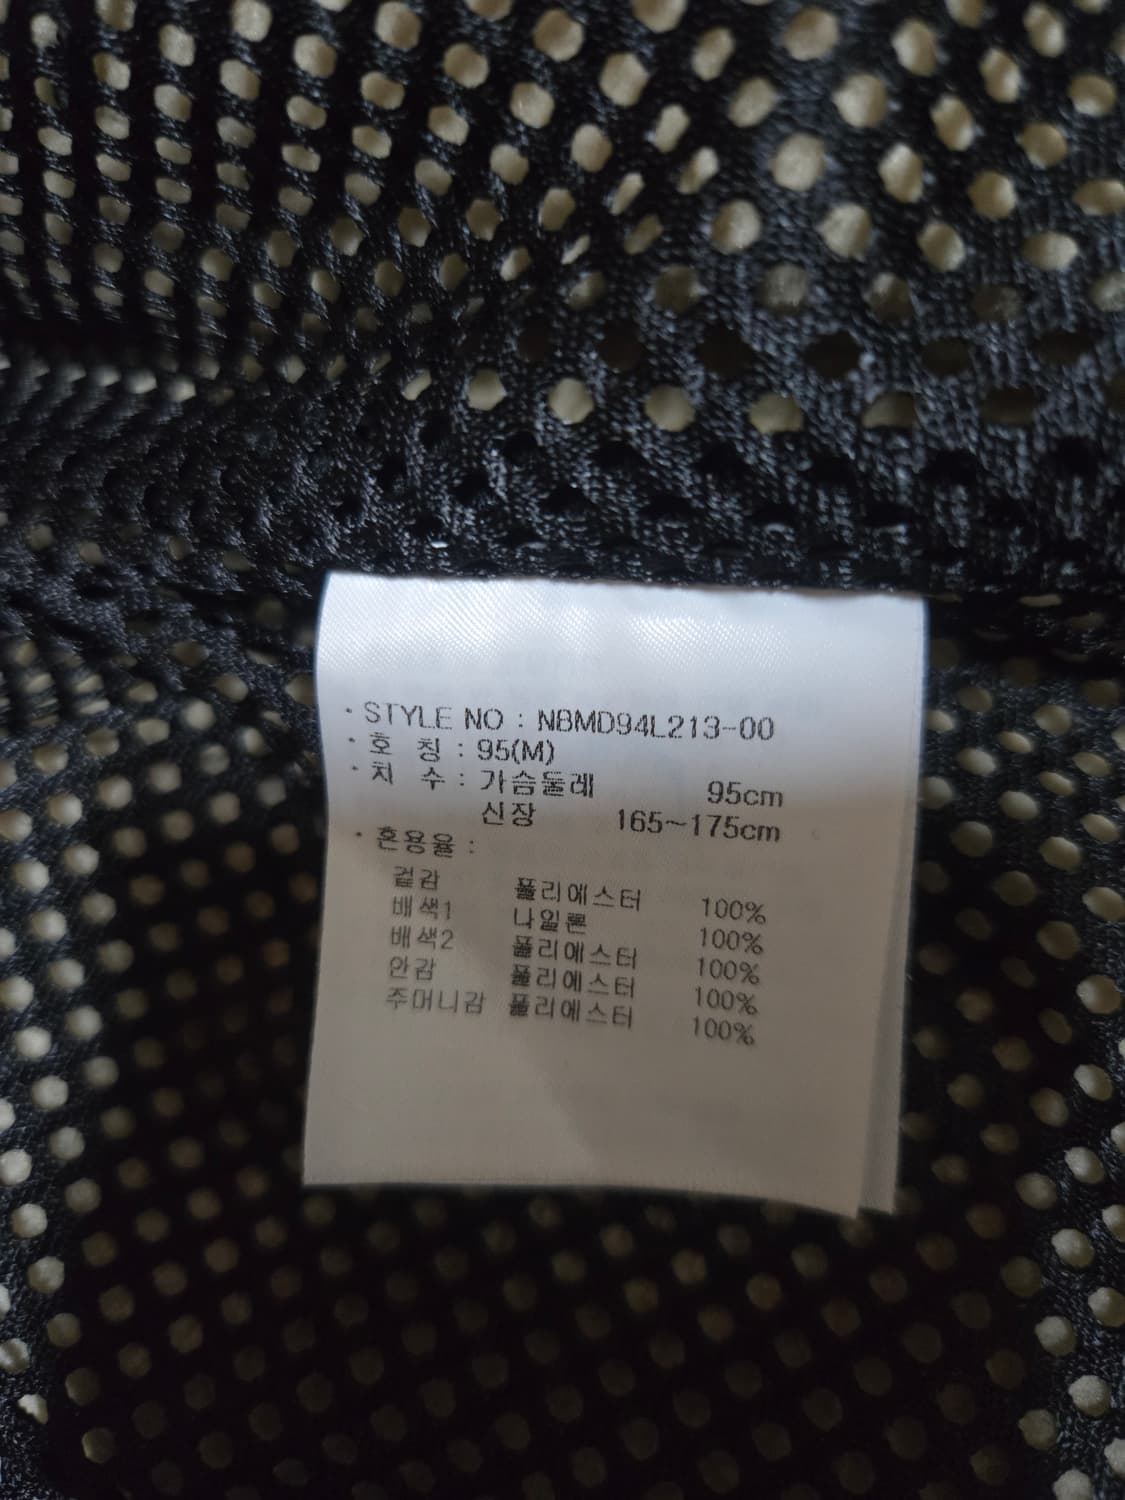 · STYLE NO : NBMD94L213-00
· 호 칭 : 95(M)
· 치 수 : 가슴둘레 95cm
신장 165~175cm
· 혼용율 :
겉감 폴리에스터 100%
배색1 나일론 100%
배색2 폴리에스터 100%
안감 폴리에스터 100%
주머니감 폴리에스터 100%